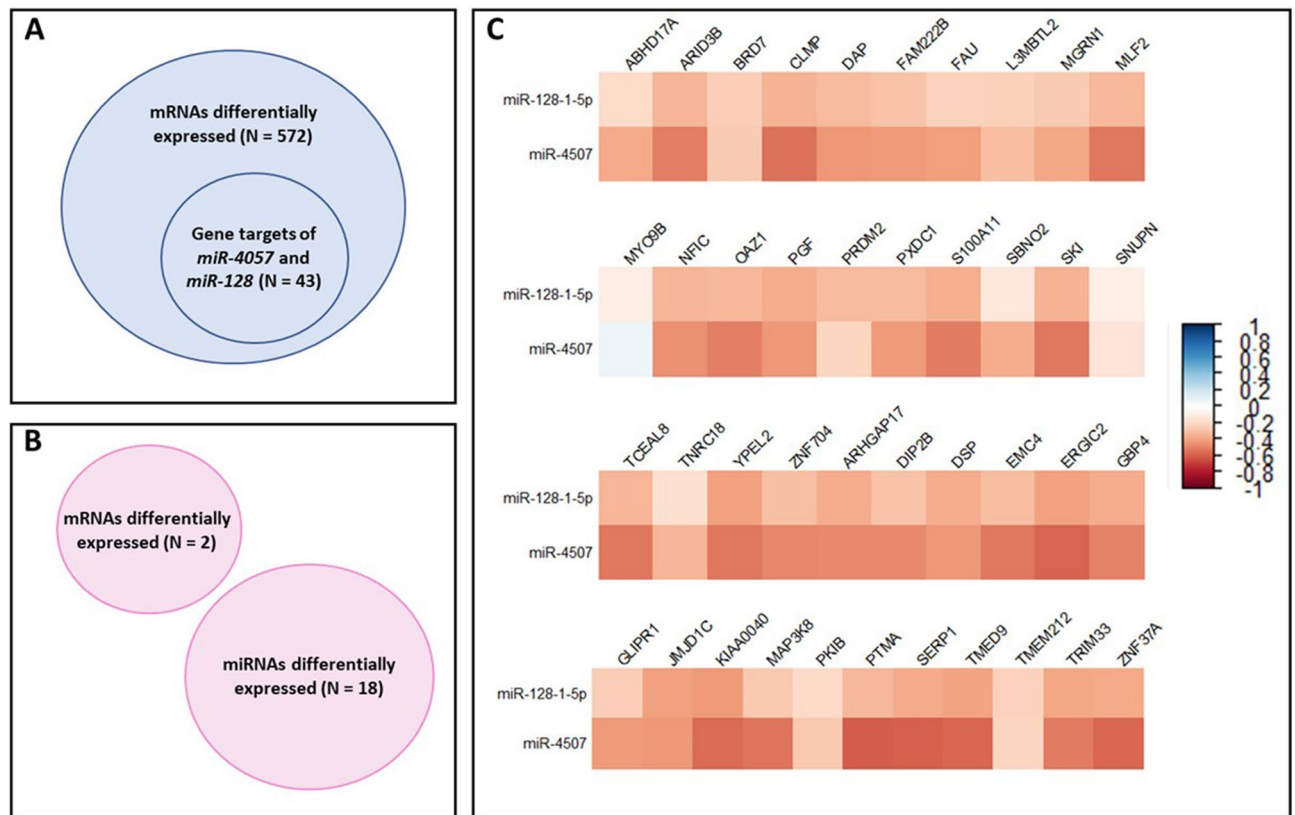 A
mRNAs differentially
expressed (N = 572)
Gene targets of
miR-4057 and
miR-128 (N = 43)
B
mRNAs differentially
expressed (N = 2)
miRNAs differentially
expressed (N = 18)
C
ABHD17A ARID3B BRD7 CLMP DAP FAM222B FAU L3MBTL2 MGRN1 MLF2
miR-128-1-5p
miR-4507
MYO9B NFIC OAZ1 PGF PRDM2 PXDC1 S100A11 SBNO2 SKI SNUPN
miR-128-1-5p
miR-4507
TCEAL8 TNRC18 YPEL2 ZNF704 ARHGAP17 DIP2B DSP EMC4 ERGIC2 GBP4
miR-128-1-5p
miR-4507
GLIPR1 JMJD1C KIAA0040 MAP3K8 PKIB PTMA SERP1 TMED9 TMEM212 TRIM33 ZNF37A
miR-128-1-5p
miR-4507
1
0.8
0.6
0.4
0.2
0
-0.2
-0.4
-0.6
-0.8
-1